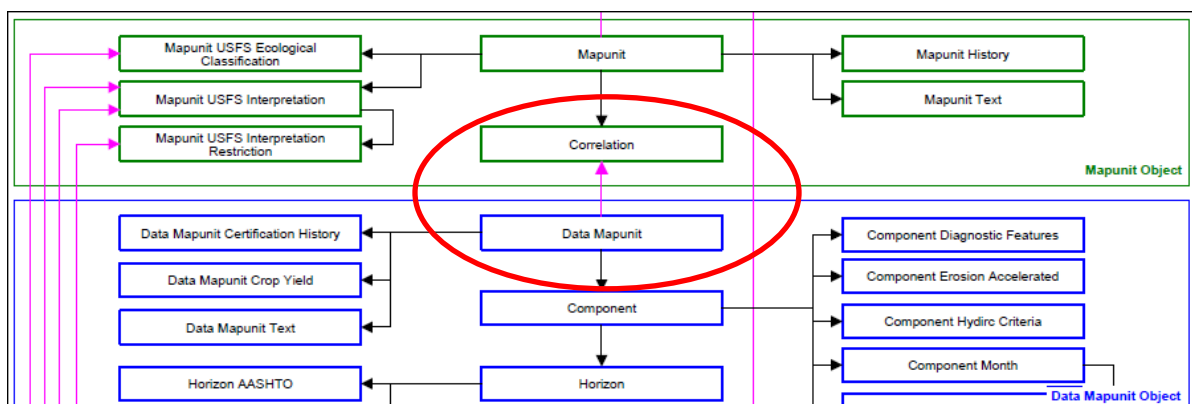 Mapunit USFS Ecological
Classification
Mapunit
Mapunit History
Mapunit USFS Interpretation
Mapunit Text
Mapunit USFS Interpretation
Restriction
Correlation
Mapunit Object
Data Mapunit Certification History
Data Mapunit
Component Diagnostic Features
Data Mapunit Crop Yield
Component Erosion Accelerated
Component
Data Mapunit Text
Component Hydirc Criteria
Component Month
Horizon AASHTO
Horizon
Data Mapunit Object